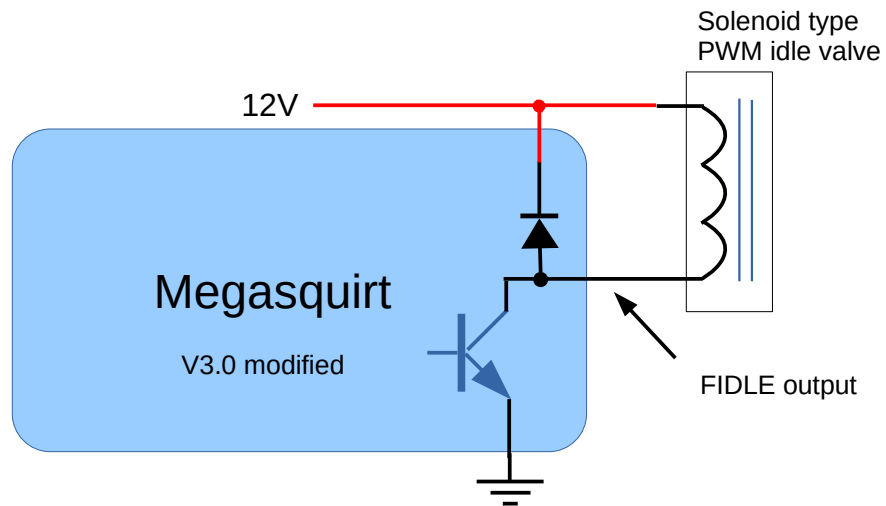 Solenoid type
PWM idle valve
12V
Megasquirt
V3.0 modified
FIDLE output